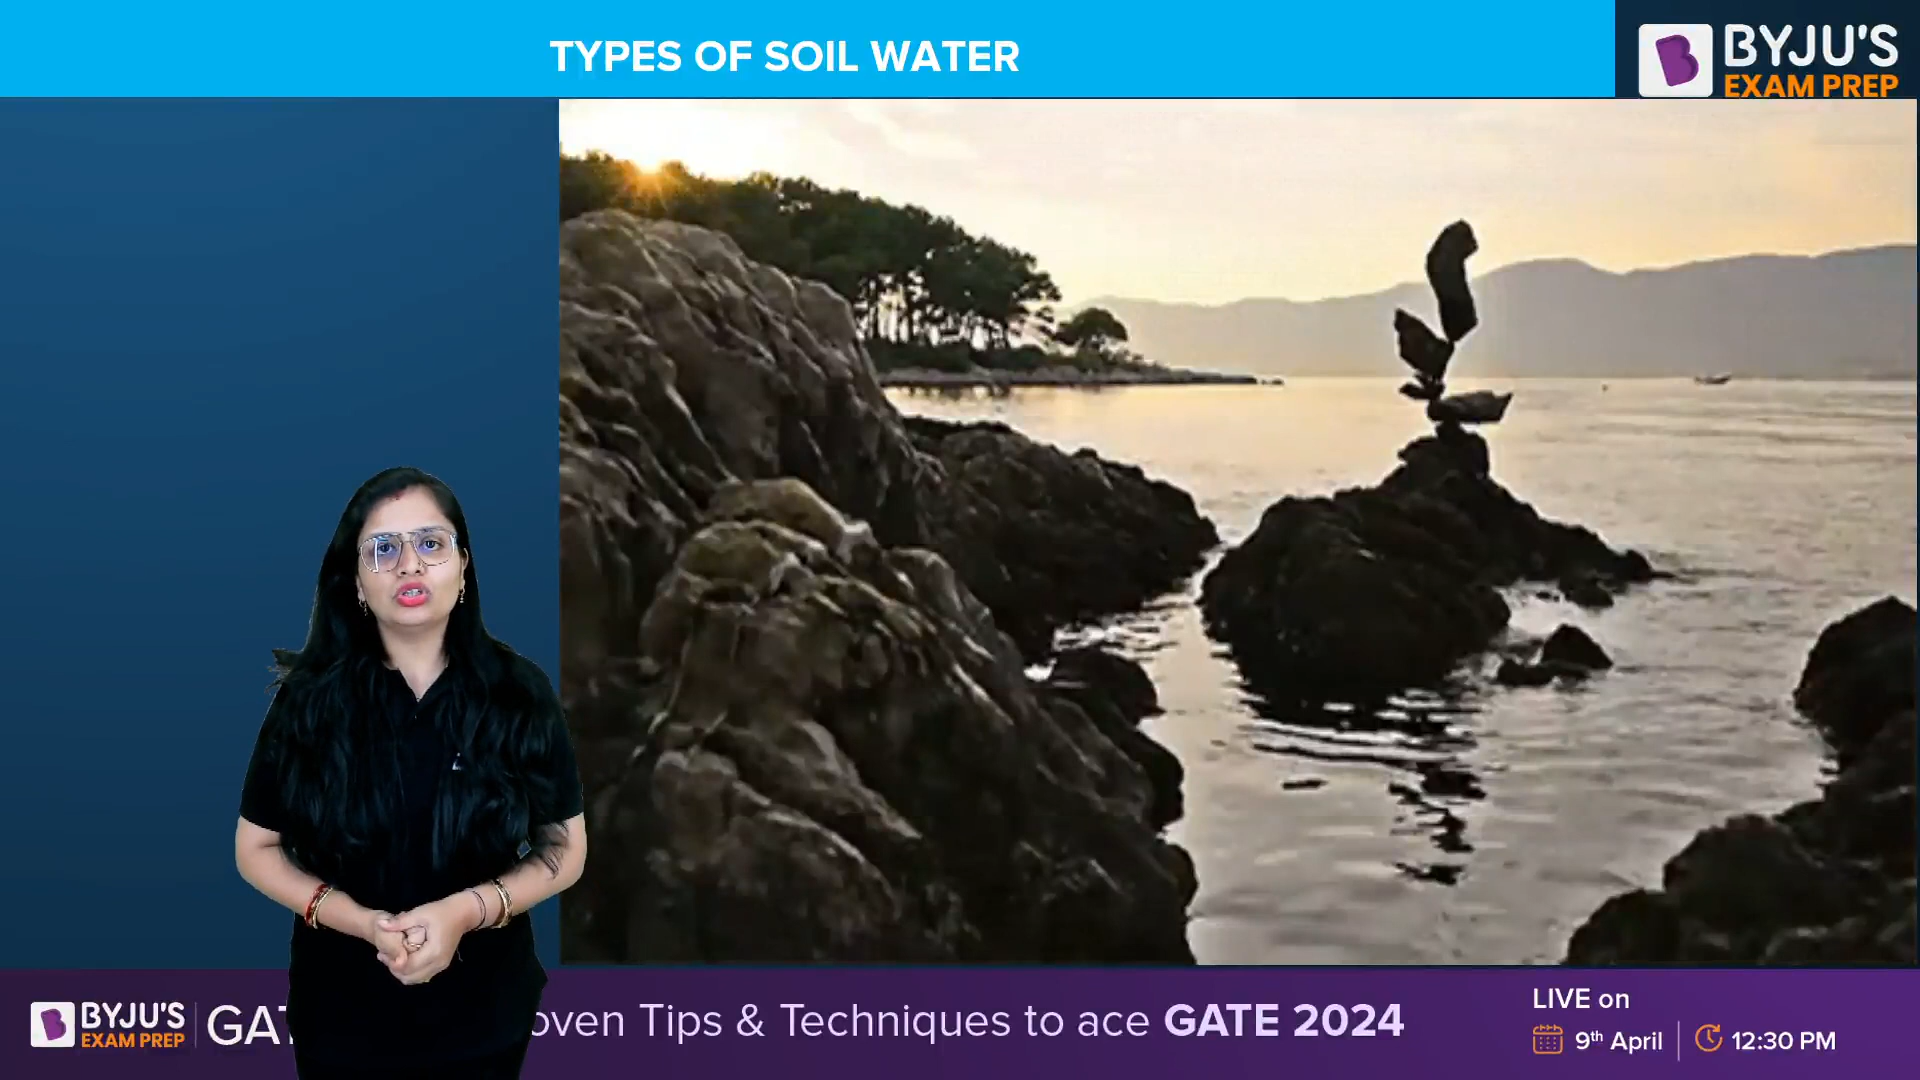 TYPES OF SOIL WATER
BYJU'S
EXAM PREP
BYJU'S
EXAM PREP
Tips & Techniques to ace GATE 2024
LIVE on
9th April
12:30 PM